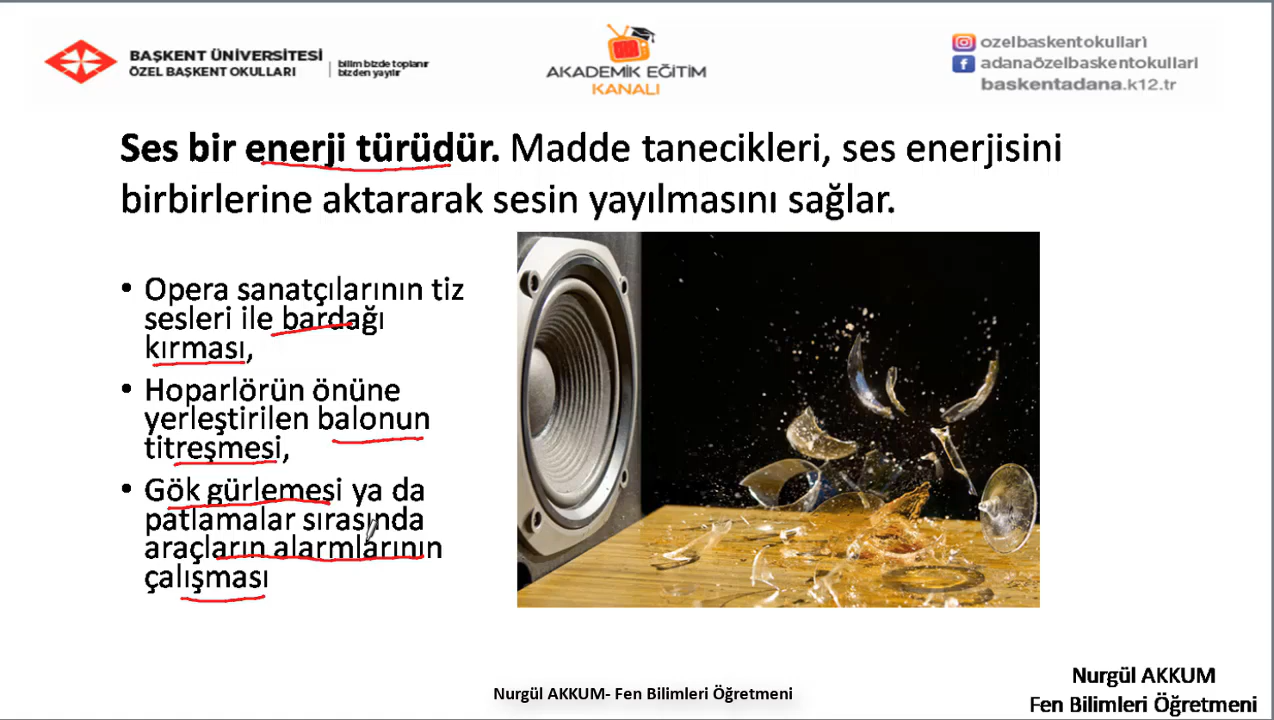 BAŞKENT ÜNİVERSİTESİ
ÖZEL BAŞKENT OKULLARI
bilim bizde toplanır
bizden yayılır
AKADEMİK EĞİTİM
KANALI
ozelbaskentokulları
adanaözelbaskentokullari
baskentadana.k12.tr
Ses bir enerji türüdür. Madde tanecikleri, ses enerjisini
birbirlerine aktararak sesin yayılmasını sağlar.
• Opera sanatçılarının tiz
sesleri ile bardağı
kırması,
• Hoparlörün önüne
yerleştirilen balonun
titreşmesi,
• Gök gürlemesi ya da
patlamalar sırasında
araçların alarmlarının
çalışması
Nurgül AKKUM- Fen Bilimleri Öğretmeni
Nurgül AKKUM
Fen Bilimleri Öğretmeni